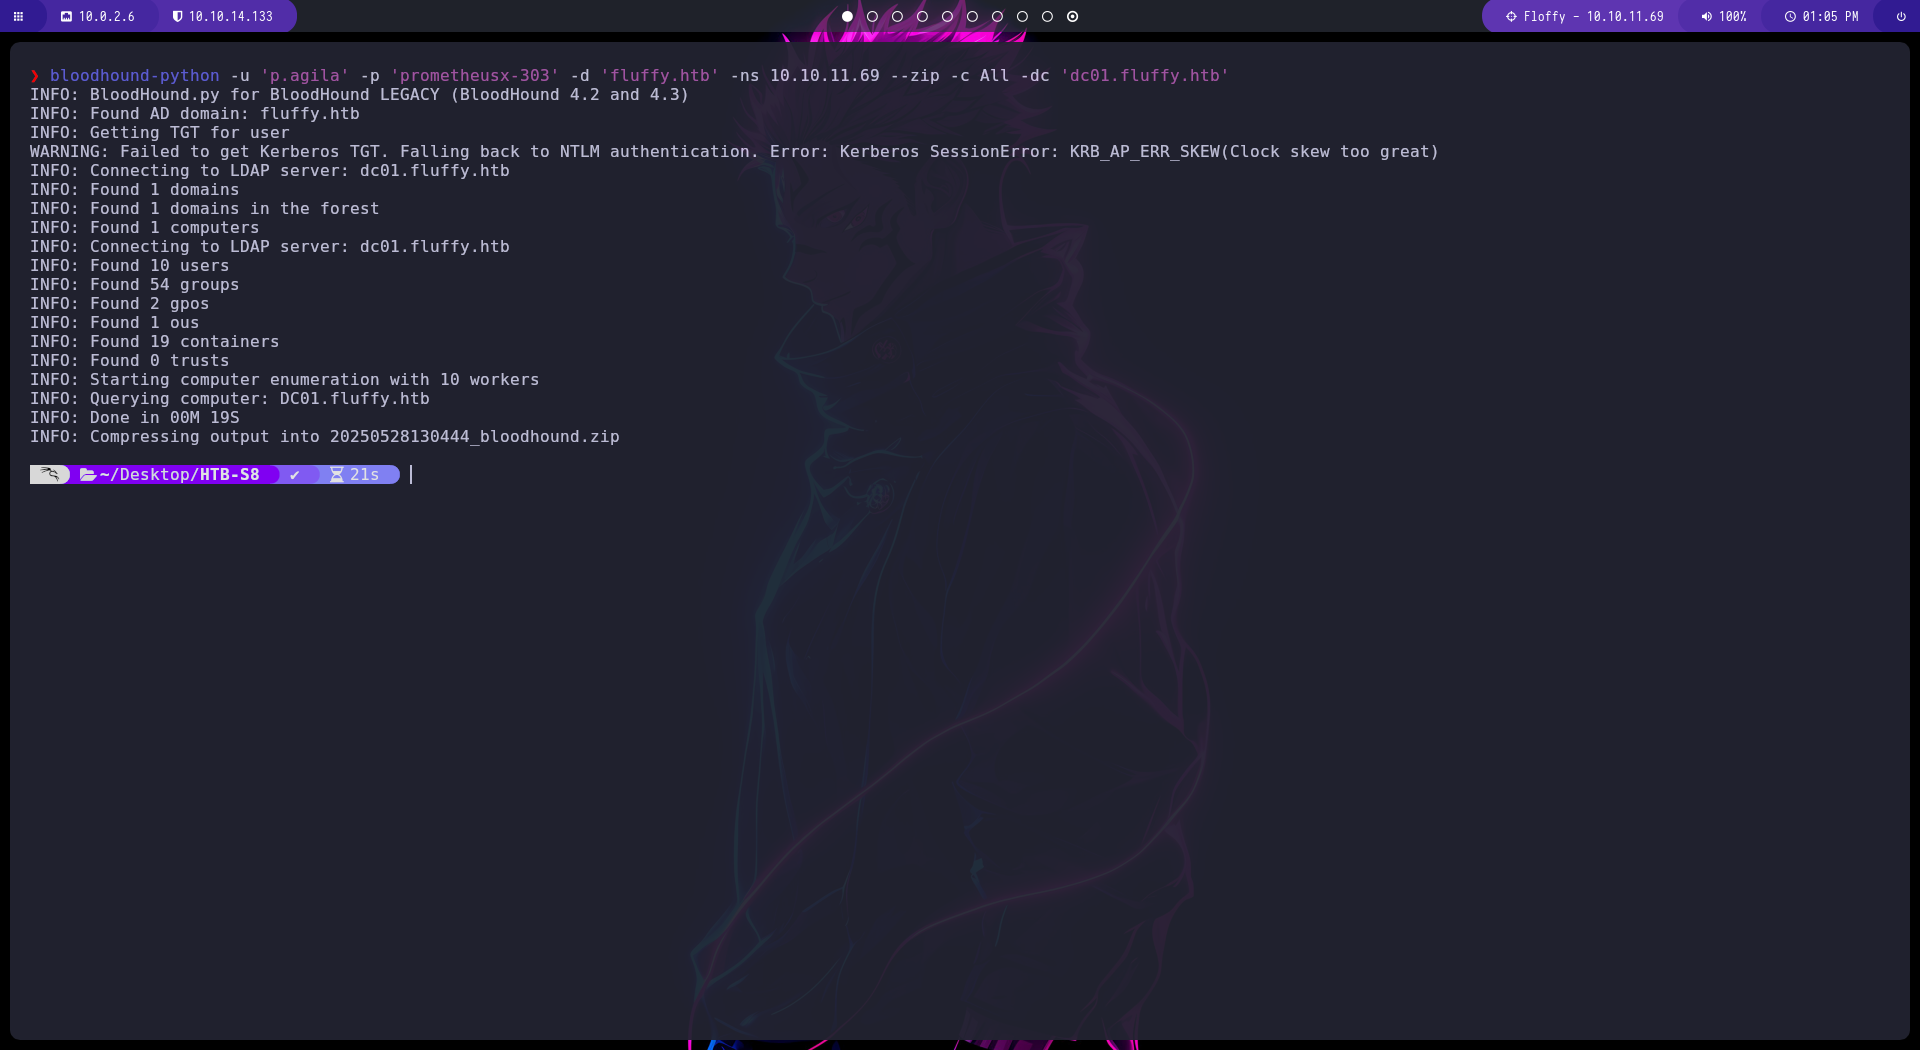 10.0.2.6 10.10.14.133 Floffy - 10.10.11.69 100% 01:05 PM
❯ bloodhound-python -u 'p.agila' -p 'prometheusx-303' -d 'fluffy.htb' -ns 10.10.11.69 --zip -c All -dc 'dc01.fluffy.htb'
INFO: BloodHound.py for BloodHound LEGACY (BloodHound 4.2 and 4.3)
INFO: Found AD domain: fluffy.htb
INFO: Getting TGT for user
WARNING: Failed to get Kerberos TGT. Falling back to NTLM authentication. Error: Kerberos SessionError: KRB_AP_ERR_SKEW(Clock skew too great)
INFO: Connecting to LDAP server: dc01.fluffy.htb
INFO: Found 1 domains
INFO: Found 1 domains in the forest
INFO: Found 1 computers
INFO: Connecting to LDAP server: dc01.fluffy.htb
INFO: Found 10 users
INFO: Found 54 groups
INFO: Found 2 gpos
INFO: Found 1 ous
INFO: Found 19 containers
INFO: Found 0 trusts
INFO: Starting computer enumeration with 10 workers
INFO: Querying computer: DC01.fluffy.htb
INFO: Done in 00M 19S
INFO: Compressing output into 20250528130444_bloodhound.zip
~/Desktop/HTB-S8 ✔ 21s